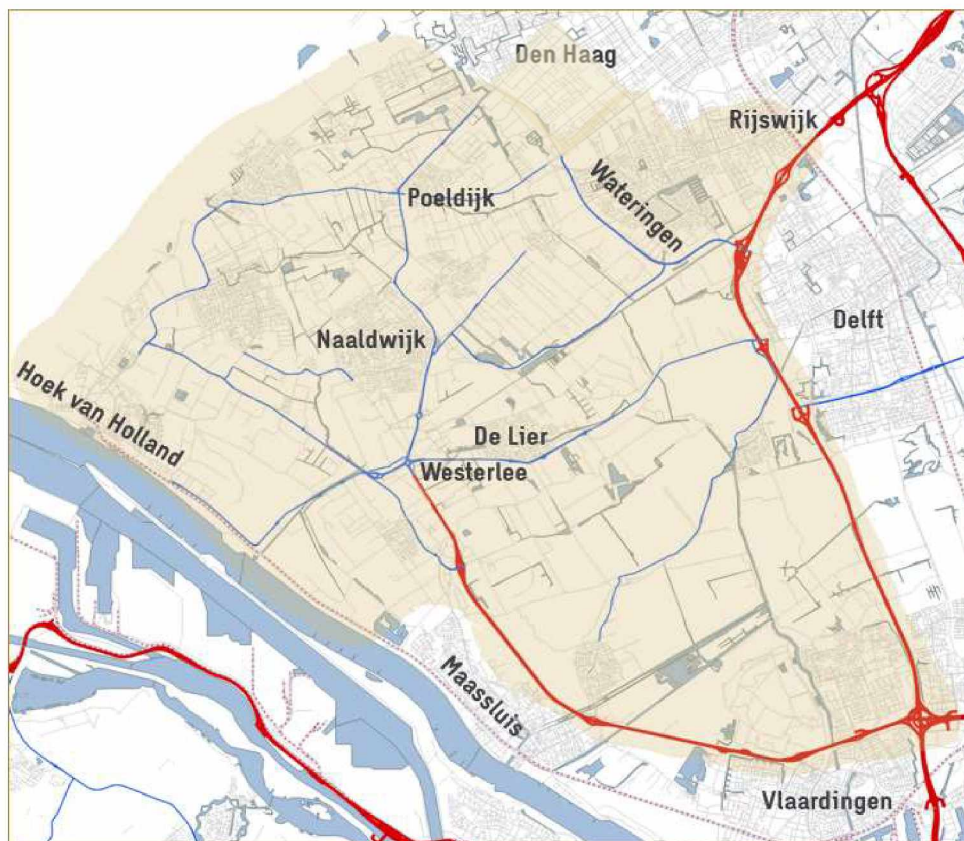 Den Haag
Rijswijk
Wateringen
Poeldijk
Delft
Naaldwijk
Hoek van Holland
De Lier
Westerlee
Maassluis
Vlaardingen